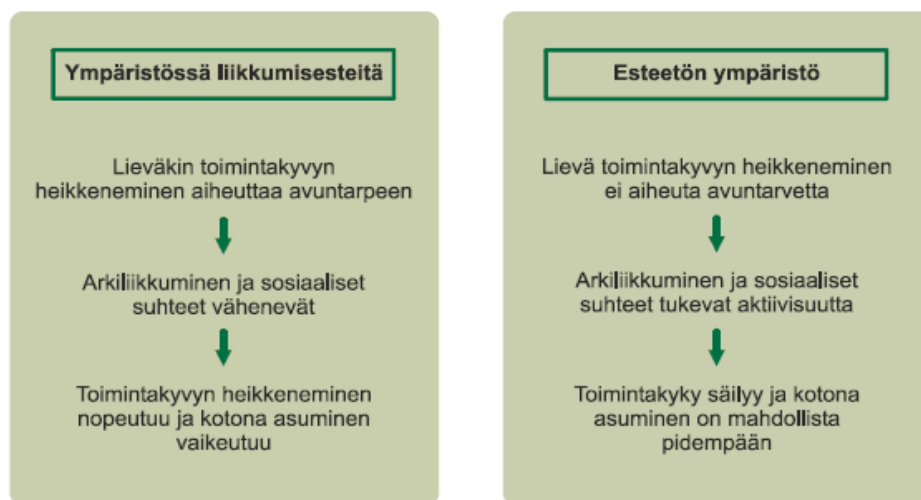 Ympäristössä liikkumisesteitä
Lieväkin toimintakyvyn
heikkeneminen aiheuttaa avuntarpeen
Arkiliikkuminen ja sosiaaliset
suhteet vähenevät
Toimintakyvyn heikkeneminen
nopeutuu ja kotona asuminen
vaikeutuu
Esteetön ympäristö
Lievä toimintakyvyn heikkeneminen
ei aiheuta avuntarvetta
Arkiliikkuminen ja sosiaaliset
suhteet tukevat aktiivisuutta
Toimintakyky säilyy ja kotona
asuminen on mahdollista
pidempään